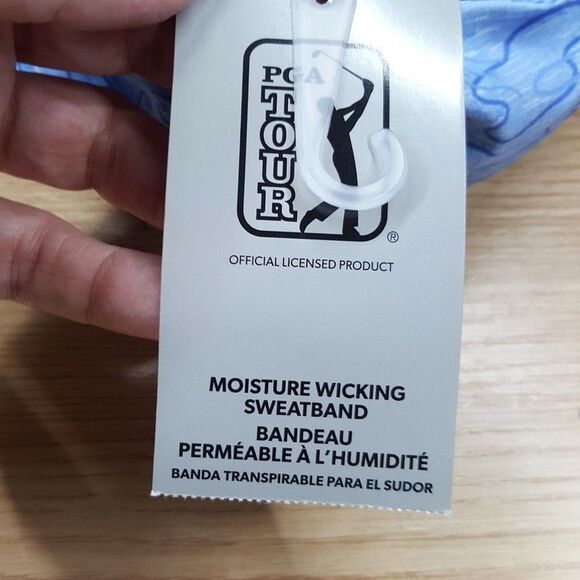 PGA
TOUR
®
OFFICIAL LICENSED PRODUCT
MOISTURE WICKING
SWEATBAND
BANDEAU
PERMÉABLE À L'HUMIDITÉ
BANDA TRANSPIRABLE PARA EL SUDOR